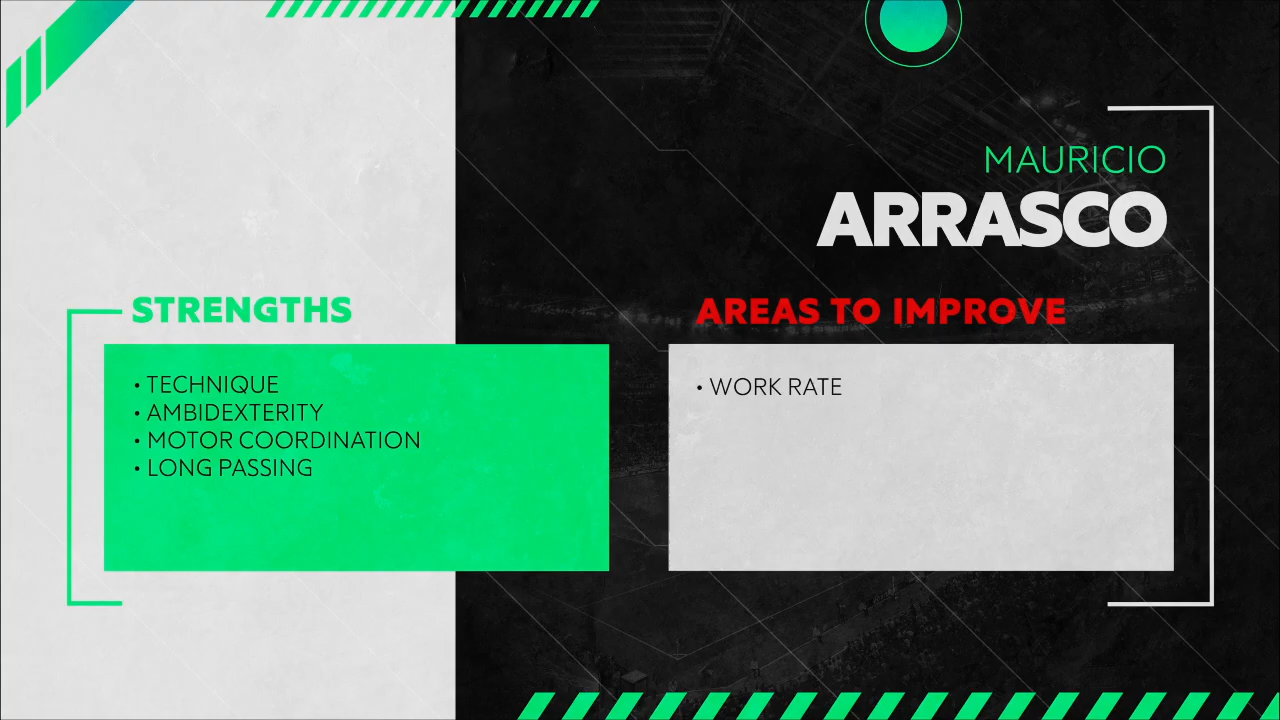 MAURICIO
ARRASCO
STRENGTHS
• TECHNIQUE
• AMBIDEXTERITY
• MOTOR COORDINATION
• LONG PASSING
AREAS TO IMPROVE
• WORK RATE